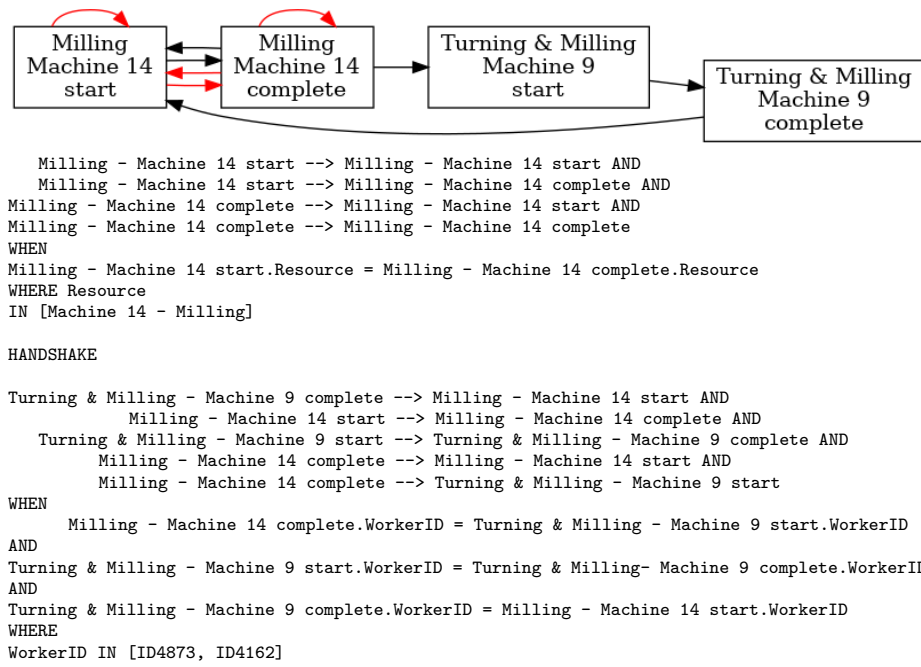 Milling
Machine 14
start
Milling
Machine 14
complete
Turning & Milling
Machine 9
start
Turning & Milling
Machine 9
complete
Milling - Machine 14 start --> Milling - Machine 14 start AND
Milling - Machine 14 start --> Milling - Machine 14 complete AND
Milling - Machine 14 complete --> Milling - Machine 14 start AND
Milling - Machine 14 complete --> Milling - Machine 14 complete
WHEN
Milling - Machine 14 start.Resource = Milling - Machine 14 complete.Resource
WHERE Resource
IN [Machine 14 - Milling]
HANDSHAKE
Turning & Milling - Machine 9 complete --> Milling - Machine 14 start AND
Milling - Machine 14 start --> Milling - Machine 14 complete AND
Turning & Milling - Machine 9 start --> Turning & Milling - Machine 9 complete AND
Milling - Machine 14 complete --> Milling - Machine 14 start AND
Milling - Machine 14 complete --> Turning & Milling - Machine 9 start
WHEN
Milling - Machine 14 complete.WorkerID = Turning & Milling - Machine 9 start.WorkerID
AND
Turning & Milling - Machine 9 start.WorkerID = Turning & Milling- Machine 9 complete.WorkerID
AND
Turning & Milling - Machine 9 complete.WorkerID = Milling - Machine 14 start.WorkerID
WHERE
WorkerID IN [ID4873, ID4162]